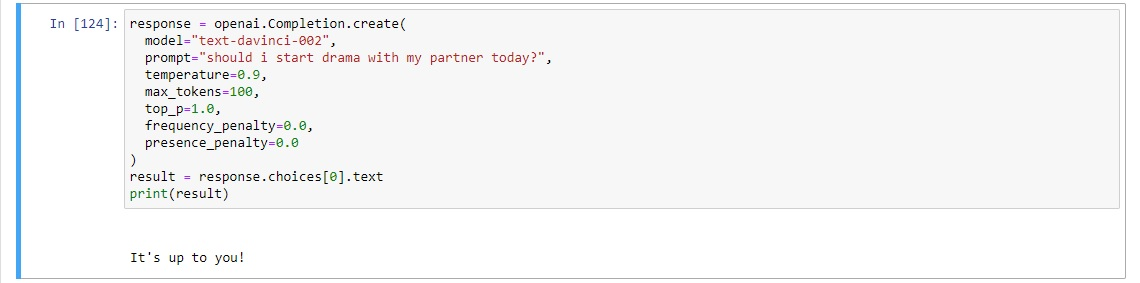 In [124]: response = openai.Completion.create(
model="text-davinci-002",
prompt="should i start drama with my partner today?",
temperature=0.9,
max_tokens=100,
top_p=1.0,
frequency_penalty=0.0,
presence_penalty=0.0
)
result = response.choices[0].text
print(result)
It's up to you!